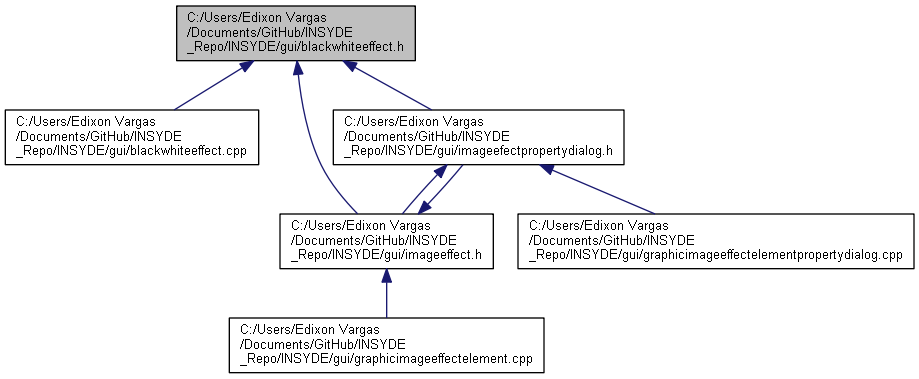 C:/Users/Edixon Vargas
/Documents/GitHub/INSYDE
_Repo/INSYDE/gui/blackwhiteeffect.h
C:/Users/Edixon Vargas
/Documents/GitHub/INSYDE
_Repo/INSYDE/gui/blackwhiteeffect.cpp
C:/Users/Edixon Vargas
/Documents/GitHub/INSYDE
_Repo/INSYDE/gui/imageefectpropertydialog.h
C:/Users/Edixon Vargas
/Documents/GitHub/INSYDE
_Repo/INSYDE/gui/imageeffect.h
C:/Users/Edixon Vargas
/Documents/GitHub/INSYDE
_Repo/INSYDE/gui/graphicimageeffectelementpropertydialog.cpp
C:/Users/Edixon Vargas
/Documents/GitHub/INSYDE
_Repo/INSYDE/gui/graphicimageeffectelement.cpp